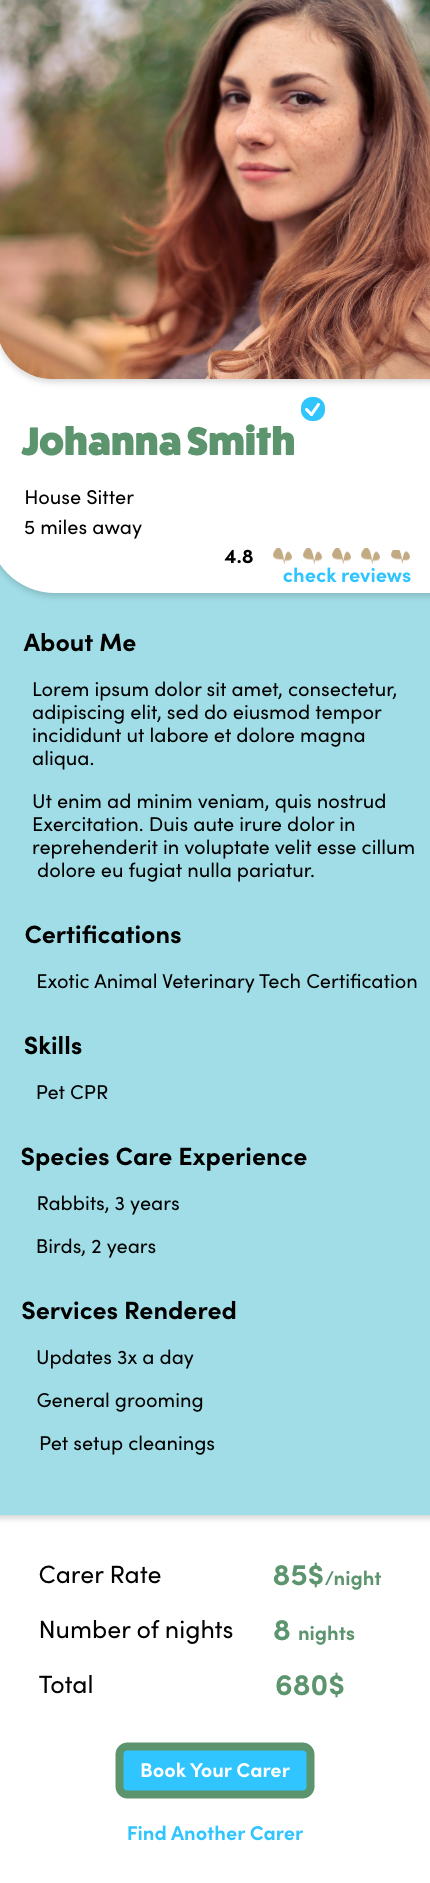 Johanna Smith
House Sitter
5 miles away
4.8
check reviews
About Me
Lorem ipsum dolor sit amet, consectetur,
adipiscing elit, sed do eiusmod tempor
incididunt ut labore et dolore magna
aliqua.
Ut enim ad minim veniam, quis nostrud
Exercitation. Duis aute irure dolor in
reprehenderit in voluptate velit esse cillum
dolore eu fugiat nulla pariatur.
Certifications
Exotic Animal Veterinary Tech Certification
Skills
Pet CPR
Species Care Experience
Rabbits, 3 years
Birds, 2 years
Services Rendered
Updates 3x a day
General grooming
Pet setup cleanings
Carer Rate 85$/night
Number of nights 8 nights
Total 680$
Book Your Carer
Find Another Carer